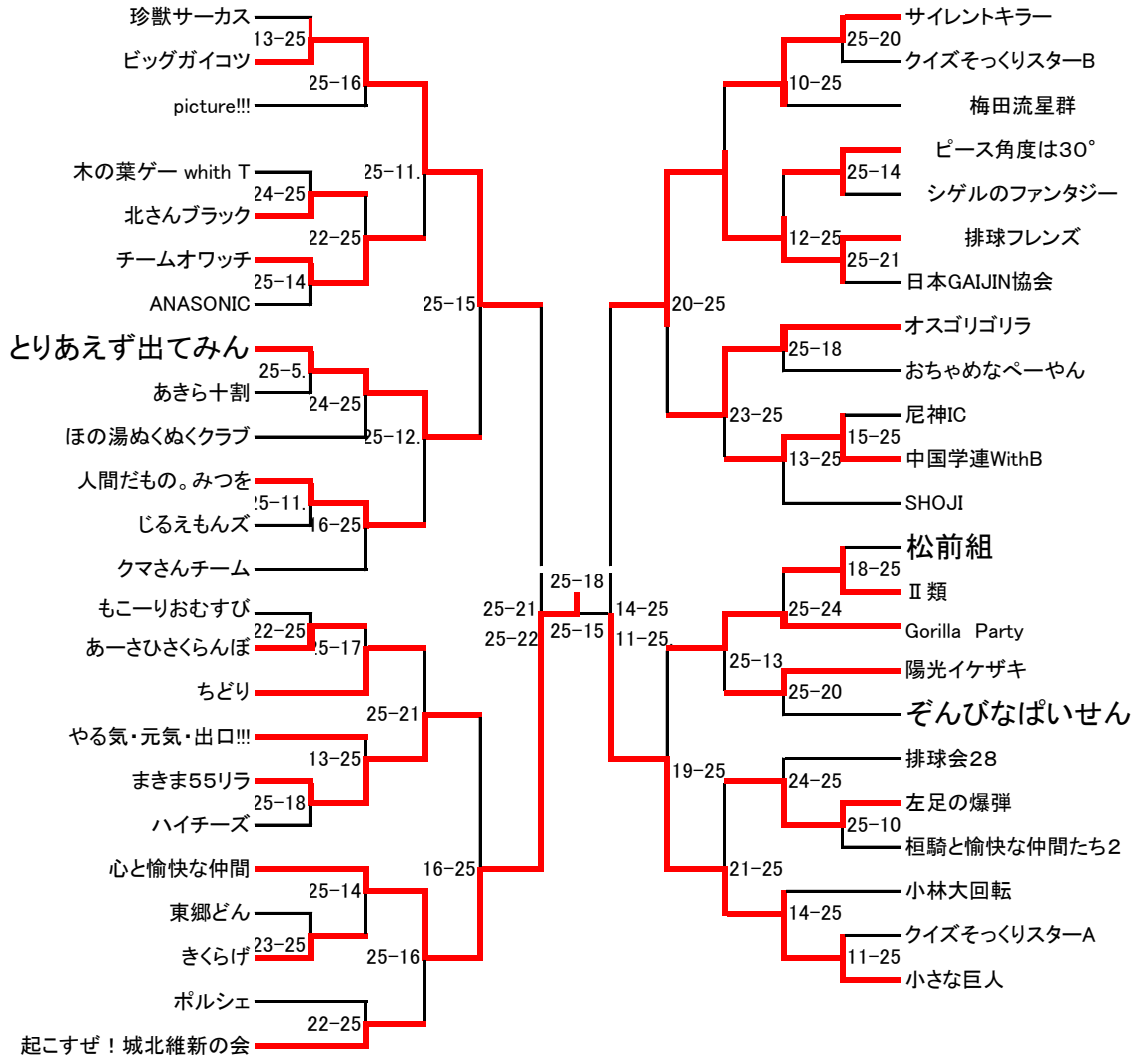 珍獣サーカス
13-25
ビッグガイコツ
25-16
picture!!!
木の葉ゲー whith T
25-11.
24-25
北さんブラック
22-25
チームオワッチ
25-14
ANASONIC
25-15
とりあえず出てみん
25-5.
あきら十割
24-25
ほの湯ぬくぬくクラブ
25-12.
人間だもの。みつを
25-11.
じるえもんズ
16-25
クマさんチーム
もこーりおむすび
22-25
あーさひさくらんぼ
25-17
ちどり
25-21
やる気・元気・出口!!!
13-25
まきま55リラ
25-18
ハイチーズ
心と愉快な仲間
16-25
25-14
東郷どん
23-25
きくらげ
25-16
ポルシェ
22-25
起こすぜ！城北維新の会
25-18
25-21
14-25
25-22
25-15
11-25.
サイレントキラー
25-20
クイズそっくりスターB
10-25
梅田流星群
ピース角度は30°
25-14
シゲルのファンタジー
排球フレンズ
12-25
25-21
日本GAIJIN協会
20-25
オスゴリゴリラ
25-18
おちゃめなぺーやん
23-25
尼神IC
15-25
中国学連WithB
13-25
SHOJI
松前組
18-25
Ⅱ類
25-24
Gorilla Party
25-13
陽光イケザキ
25-20
ぞんびなぱいせん
排球会28
19-25
24-25
左足の爆弾
25-10
桓騎と愉快な仲間たち2
21-25
小林大回転
14-25
クイズそっくりスターA
11-25
小さな巨人